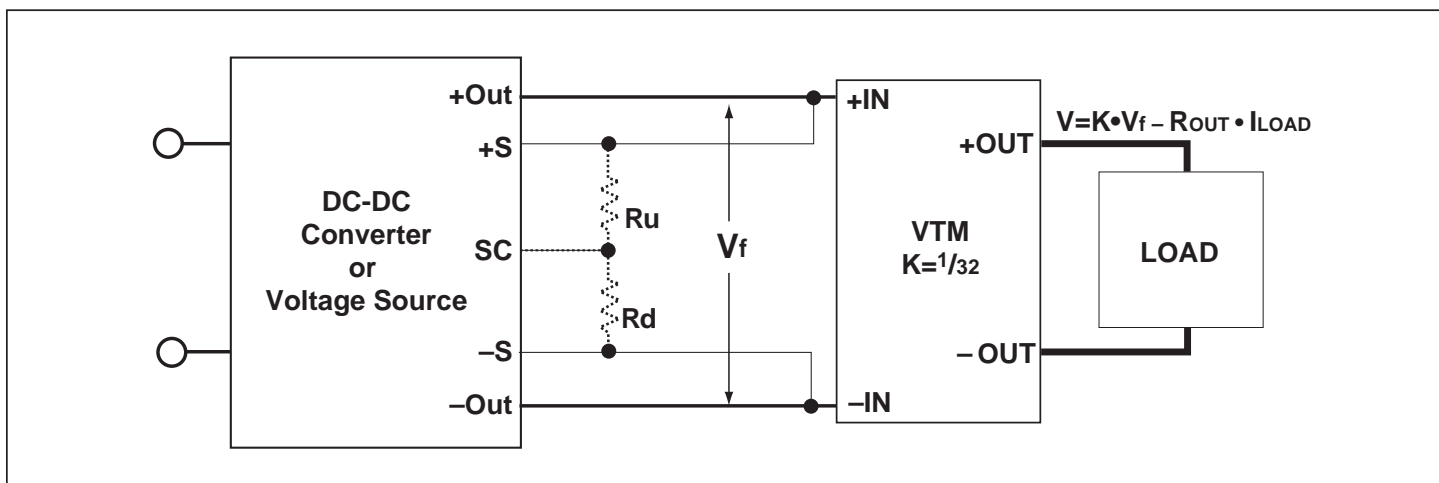 +Out
+S
DC-DC
Converter
or
Voltage Source
SC
–S
–Out
Ru
Rd
Vf
+IN
VTM
K=1/32
–IN
+OUT
– OUT
V=K•Vf – ROUT • ILOAD
LOAD